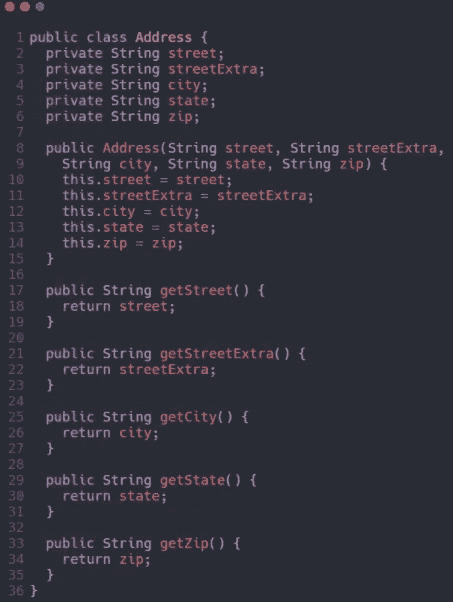 1 public class Address {
2   private String street;
3   private String streetExtra;
4   private String city;
5   private String state;
6   private String zip;
7
8   public Address(String street, String streetExtra,
9     String city, String state, String zip) {
10     this.street = street;
11     this.streetExtra = streetExtra;
12     this.city = city;
13     this.state = state;
14     this.zip = zip;
15   }
16
17   public String getStreet() {
18     return street;
19   }
20
21   public String getStreetExtra() {
22     return streetExtra;
23   }
24
25   public String getCity() {
26     return city;
27   }
28
29   public String getState() {
30     return state;
31   }
32
33   public String getZip() {
34     return zip;
35   }
36 }